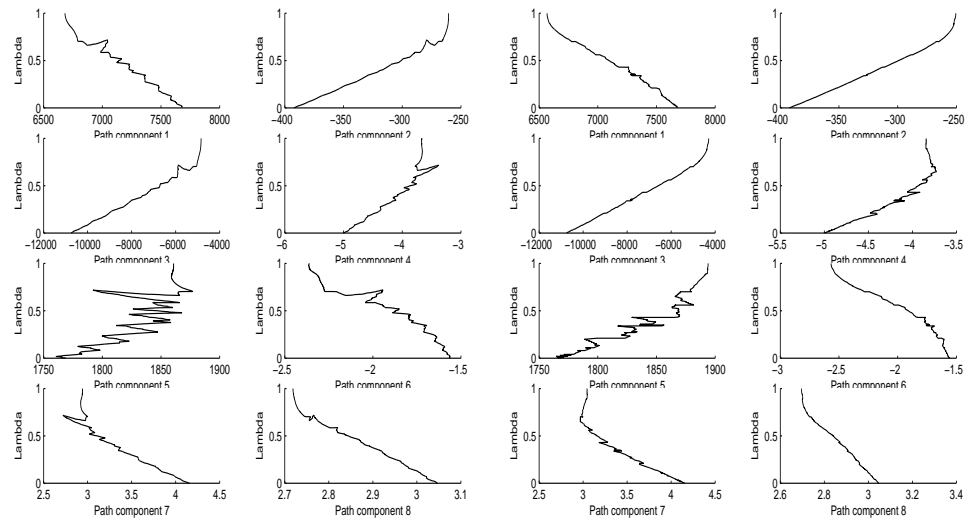 1 1 1 1
Lambda 0.5 Lambda 0.5 Lambda 0.5 Lambda 0.5
0 0 0 0
6500 7000 7500 8000 −400 −350 −300 −250 6500 7000 7500 8000 −400 −350 −300 −250
Path component 1 Path component 2 Path component 1 Path component 2
1 1 1 1
Lambda 0.5 Lambda 0.5 Lambda 0.5 Lambda 0.5
0 0 0 0
−12000 −10000 −8000 −6000 −4000 −6 −5 −4 −3 −12000 −10000 −8000 −6000 −4000 −5.5 −5 −4.5 −4 −3.5
Path component 3 Path component 4 Path component 3 Path component 4
1 1 1 1
Lambda 0.5 Lambda 0.5 Lambda 0.5 Lambda 0.5
0 0 0 0
1750 1800 1850 1900 −2.5 −2 −1.5 1750 1800 1850 1900 −3 −2.5 −2 −1.5
Path component 5 Path component 6 Path component 5 Path component 6
1 1 1 1
Lambda 0.5 Lambda 0.5 Lambda 0.5 Lambda 0.5
0 0 0 0
2.5 3 3.5 4 4.5 2.7 2.8 2.9 3 3.1 2.5 3 3.5 4 4.5 2.6 2.8 3 3.2 3.4
Path component 7 Path component 8 Path component 7 Path component 8